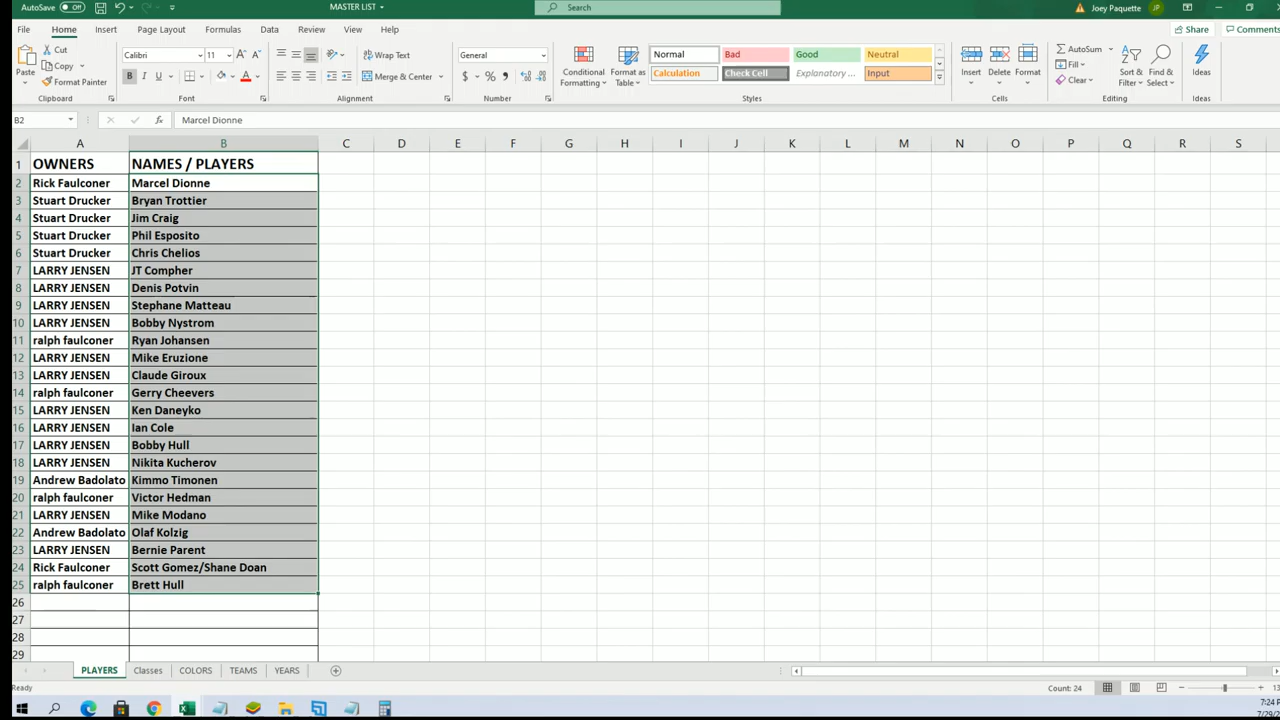 AutoSave Off MASTER LIST Search Joey Paquette JP
File Home Insert Page Layout Formulas Data Review View Help Share Comments
Paste Cut Copy Format Painter Clipboard
Calibri 11 A A B I U A Font
Wrap Text Merge & Center Alignment
General $ % , Number
Conditional Formatting Format as Table Normal Bad Good Neutral Calculation Check Cell Explanatory ... Input Styles
Insert Delete Format Cells
AutoSum Fill Clear Sort & Filter Find & Select Editing
Ideas Ideas
B2 fx Marcel Dionne
A B C D E F G H I J K L M N O P Q R S
1 OWNERS NAMES / PLAYERS
2 Rick Faulconer Marcel Dionne
3 Stuart Drucker Bryan Trottier
4 Stuart Drucker Jim Craig
5 Stuart Drucker Phil Esposito
6 Stuart Drucker Chris Chelios
7 LARRY JENSEN JT Compher
8 LARRY JENSEN Denis Potvin
9 LARRY JENSEN Stephane Matteau
10 LARRY JENSEN Bobby Nystrom
11 ralph faulconer Ryan Johansen
12 LARRY JENSEN Mike Eruzione
13 LARRY JENSEN Claude Giroux
14 ralph faulconer Gerry Cheevers
15 LARRY JENSEN Ken Daneyko
16 LARRY JENSEN Ian Cole
17 LARRY JENSEN Bobby Hull
18 LARRY JENSEN Nikita Kucherov
19 Andrew Badolato Kimmo Timonen
20 ralph faulconer Victor Hedman
21 LARRY JENSEN Mike Modano
22 Andrew Badolato Olaf Kolzig
23 LARRY JENSEN Bernie Parent
24 Rick Faulconer Scott Gomez/Shane Doan
25 ralph faulconer Brett Hull
26
27
28
29
PLAYERS Classes COLORS TEAMS YEARS
Ready Count: 24 13
7:24
7/29/2